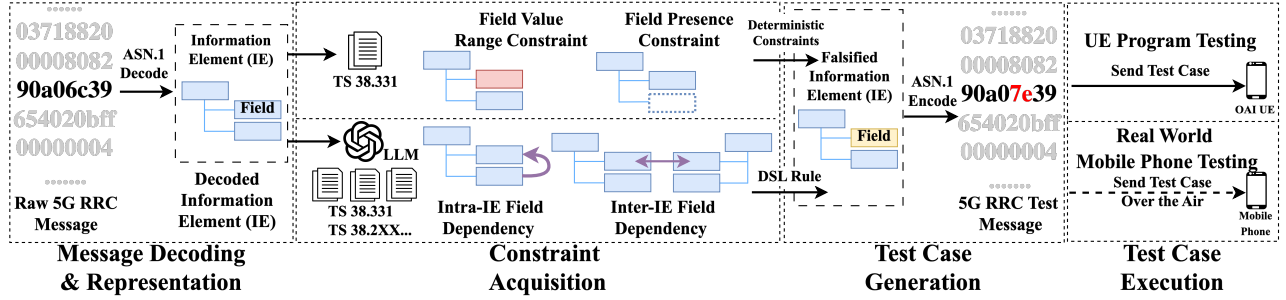 03718820
00008082
90a06c39
654020bff
00000004
Raw 5G RRC
Message
ASN.1
Decode
Information
Element (IE)
Field
Decoded
Information
Element (IE)
Message Decoding
& Representation
TS 38.331
Field Value
Range Constraint
Field Presence
Constraint
LLM
TS 38.331
TS 38.2XX...
Intra-IE Field
Dependency
Inter-IE Field
Dependency
Constraint
Acquisition
Deterministic
Constraints
DSL Rule
Falsified
Information
Element (IE)
Field
ASN.1
Encode
03718820
00008082
90a07e39
654020bff
00000004
5G RRC Test
Message
Test Case
Generation
UE Program Testing
Send Test Case
OAI UE
Real World
Mobile Phone Testing
Send Test Case
Over the Air
Mobile
Phone
Test Case
Execution